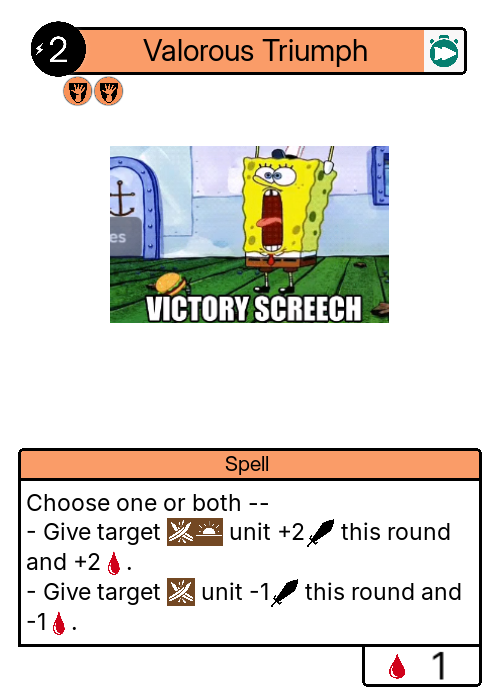 2 Valorous Triumph
es
VICTORY SCREECH
Spell
Choose one or both --
- Give target unit +2 this round
and +2 .
- Give target unit -1 this round and
-1 .
1